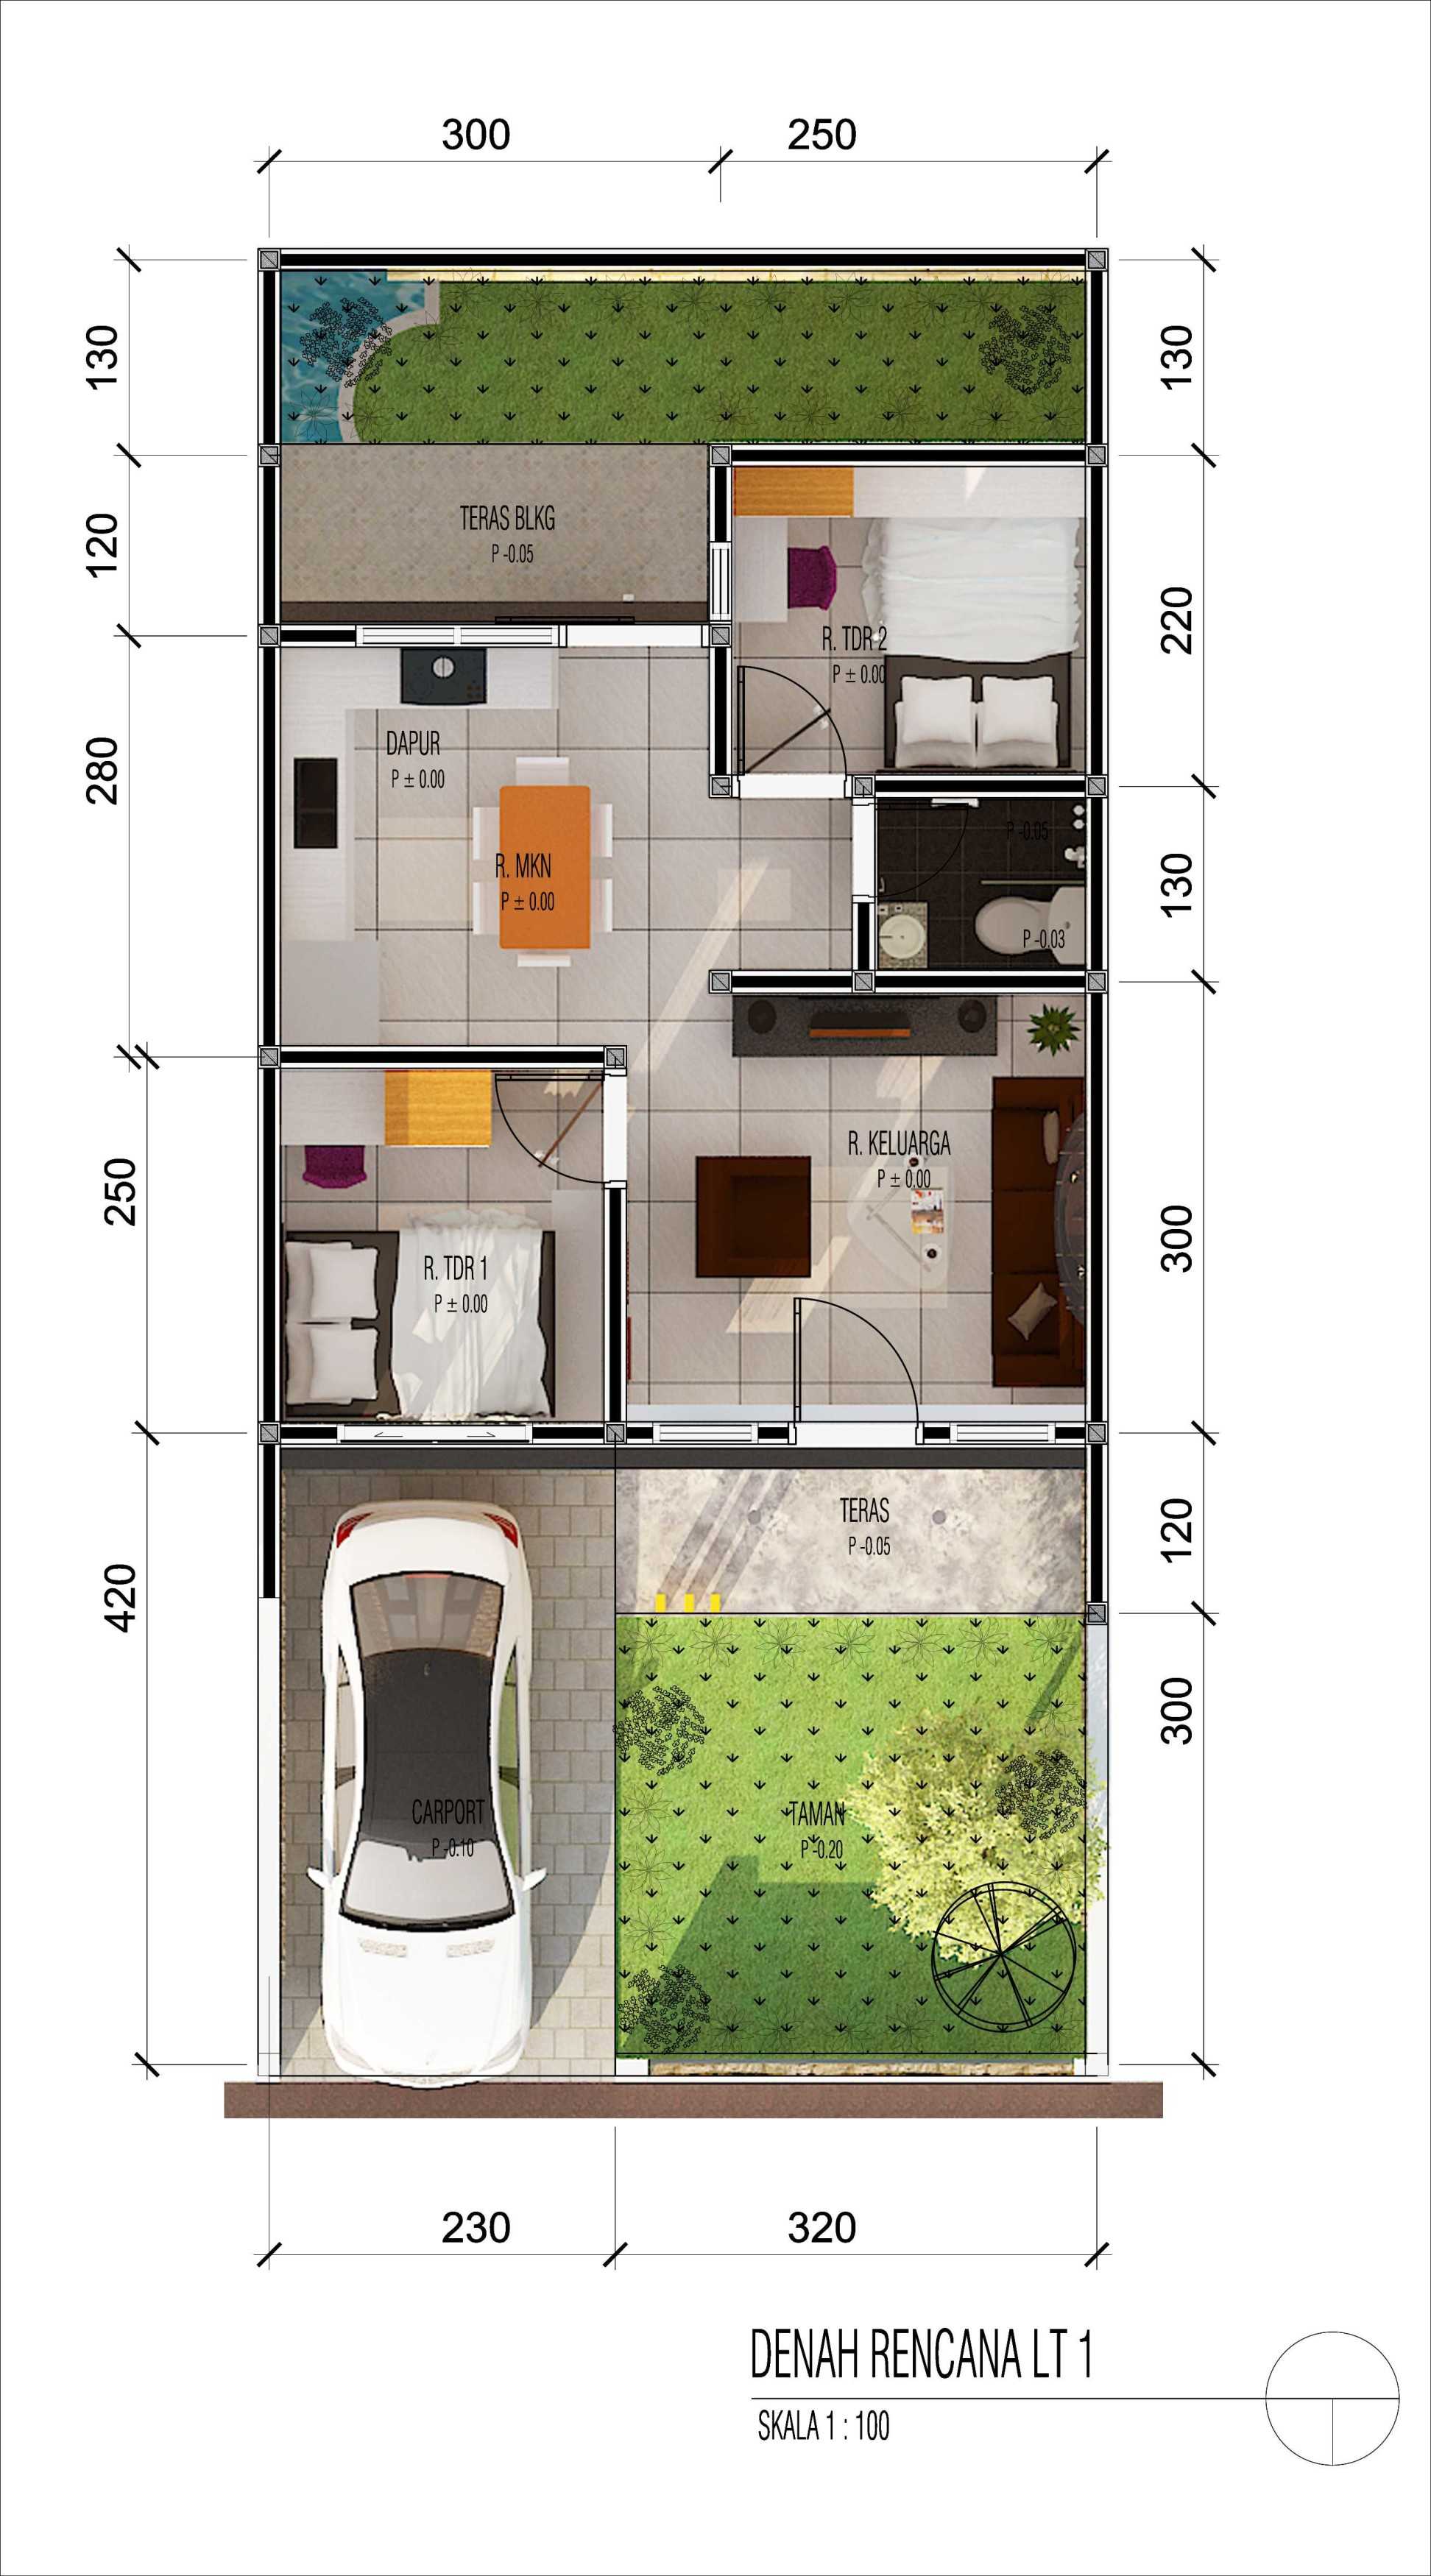 300
250
130
130
TERAS BLKG
P -0.05
120
R. TDR 2
P ± 0.00
220
DAPUR
P ± 0.00
280
P -0.05
R. MKN
P ± 0.00
130
P -0.03
R. KELUARGA
P ± 0.00
250
300
R. TDR 1
P ± 0.00
TERAS
P -0.05
120
420
300
CARPORT
P -0.10
TAMAN
P -0.20
230
320
DENAH RENCANA LT 1
SKALA 1 : 100